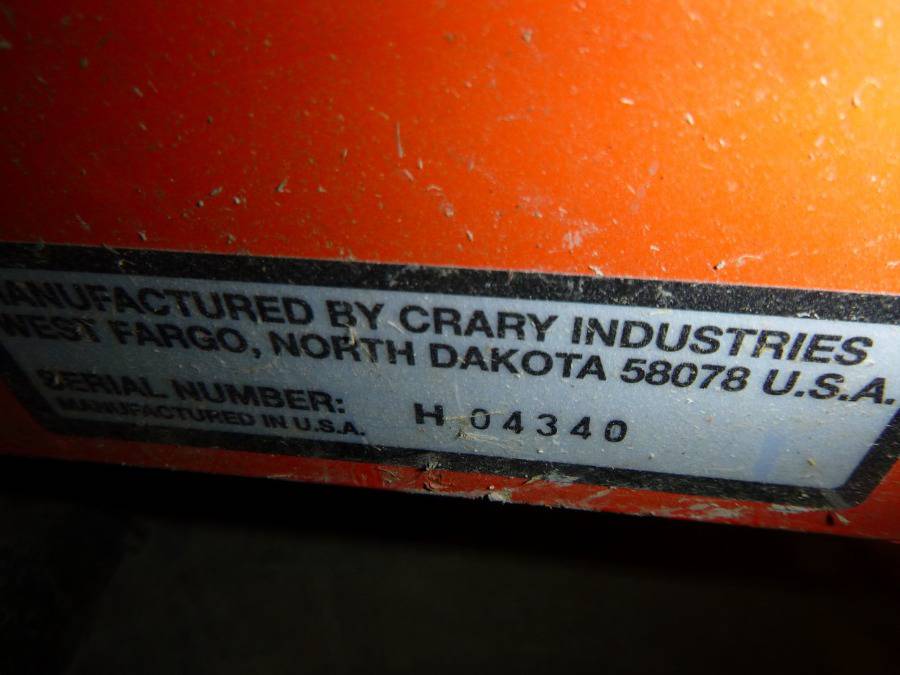 MANUFACTURED BY CRARY INDUSTRIES
WEST FARGO, NORTH DAKOTA 58078 U.S.A.
SERIAL NUMBER: H 04340
MANUFACTURED IN U.S.A.